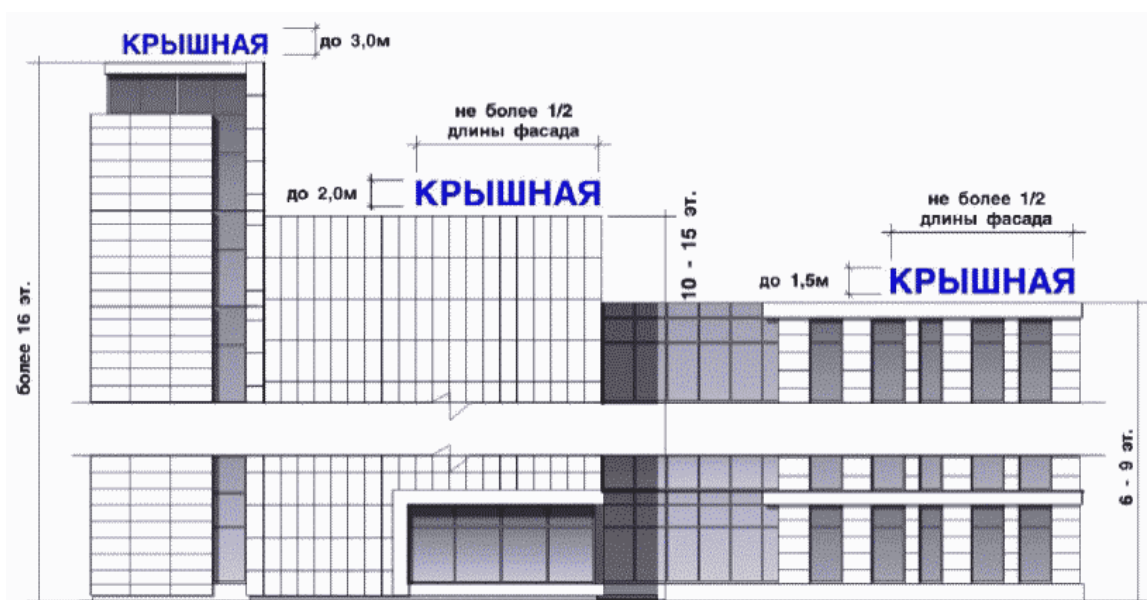 КРЫШНАЯ
до 3,0м
не более 1/2
длины фасада
до 2,0м
КРЫШНАЯ
не более 1/2
длины фасада
до 1,5м
КРЫШНАЯ
более 16 эт.
10 - 15 эт.
6 - 9 эт.